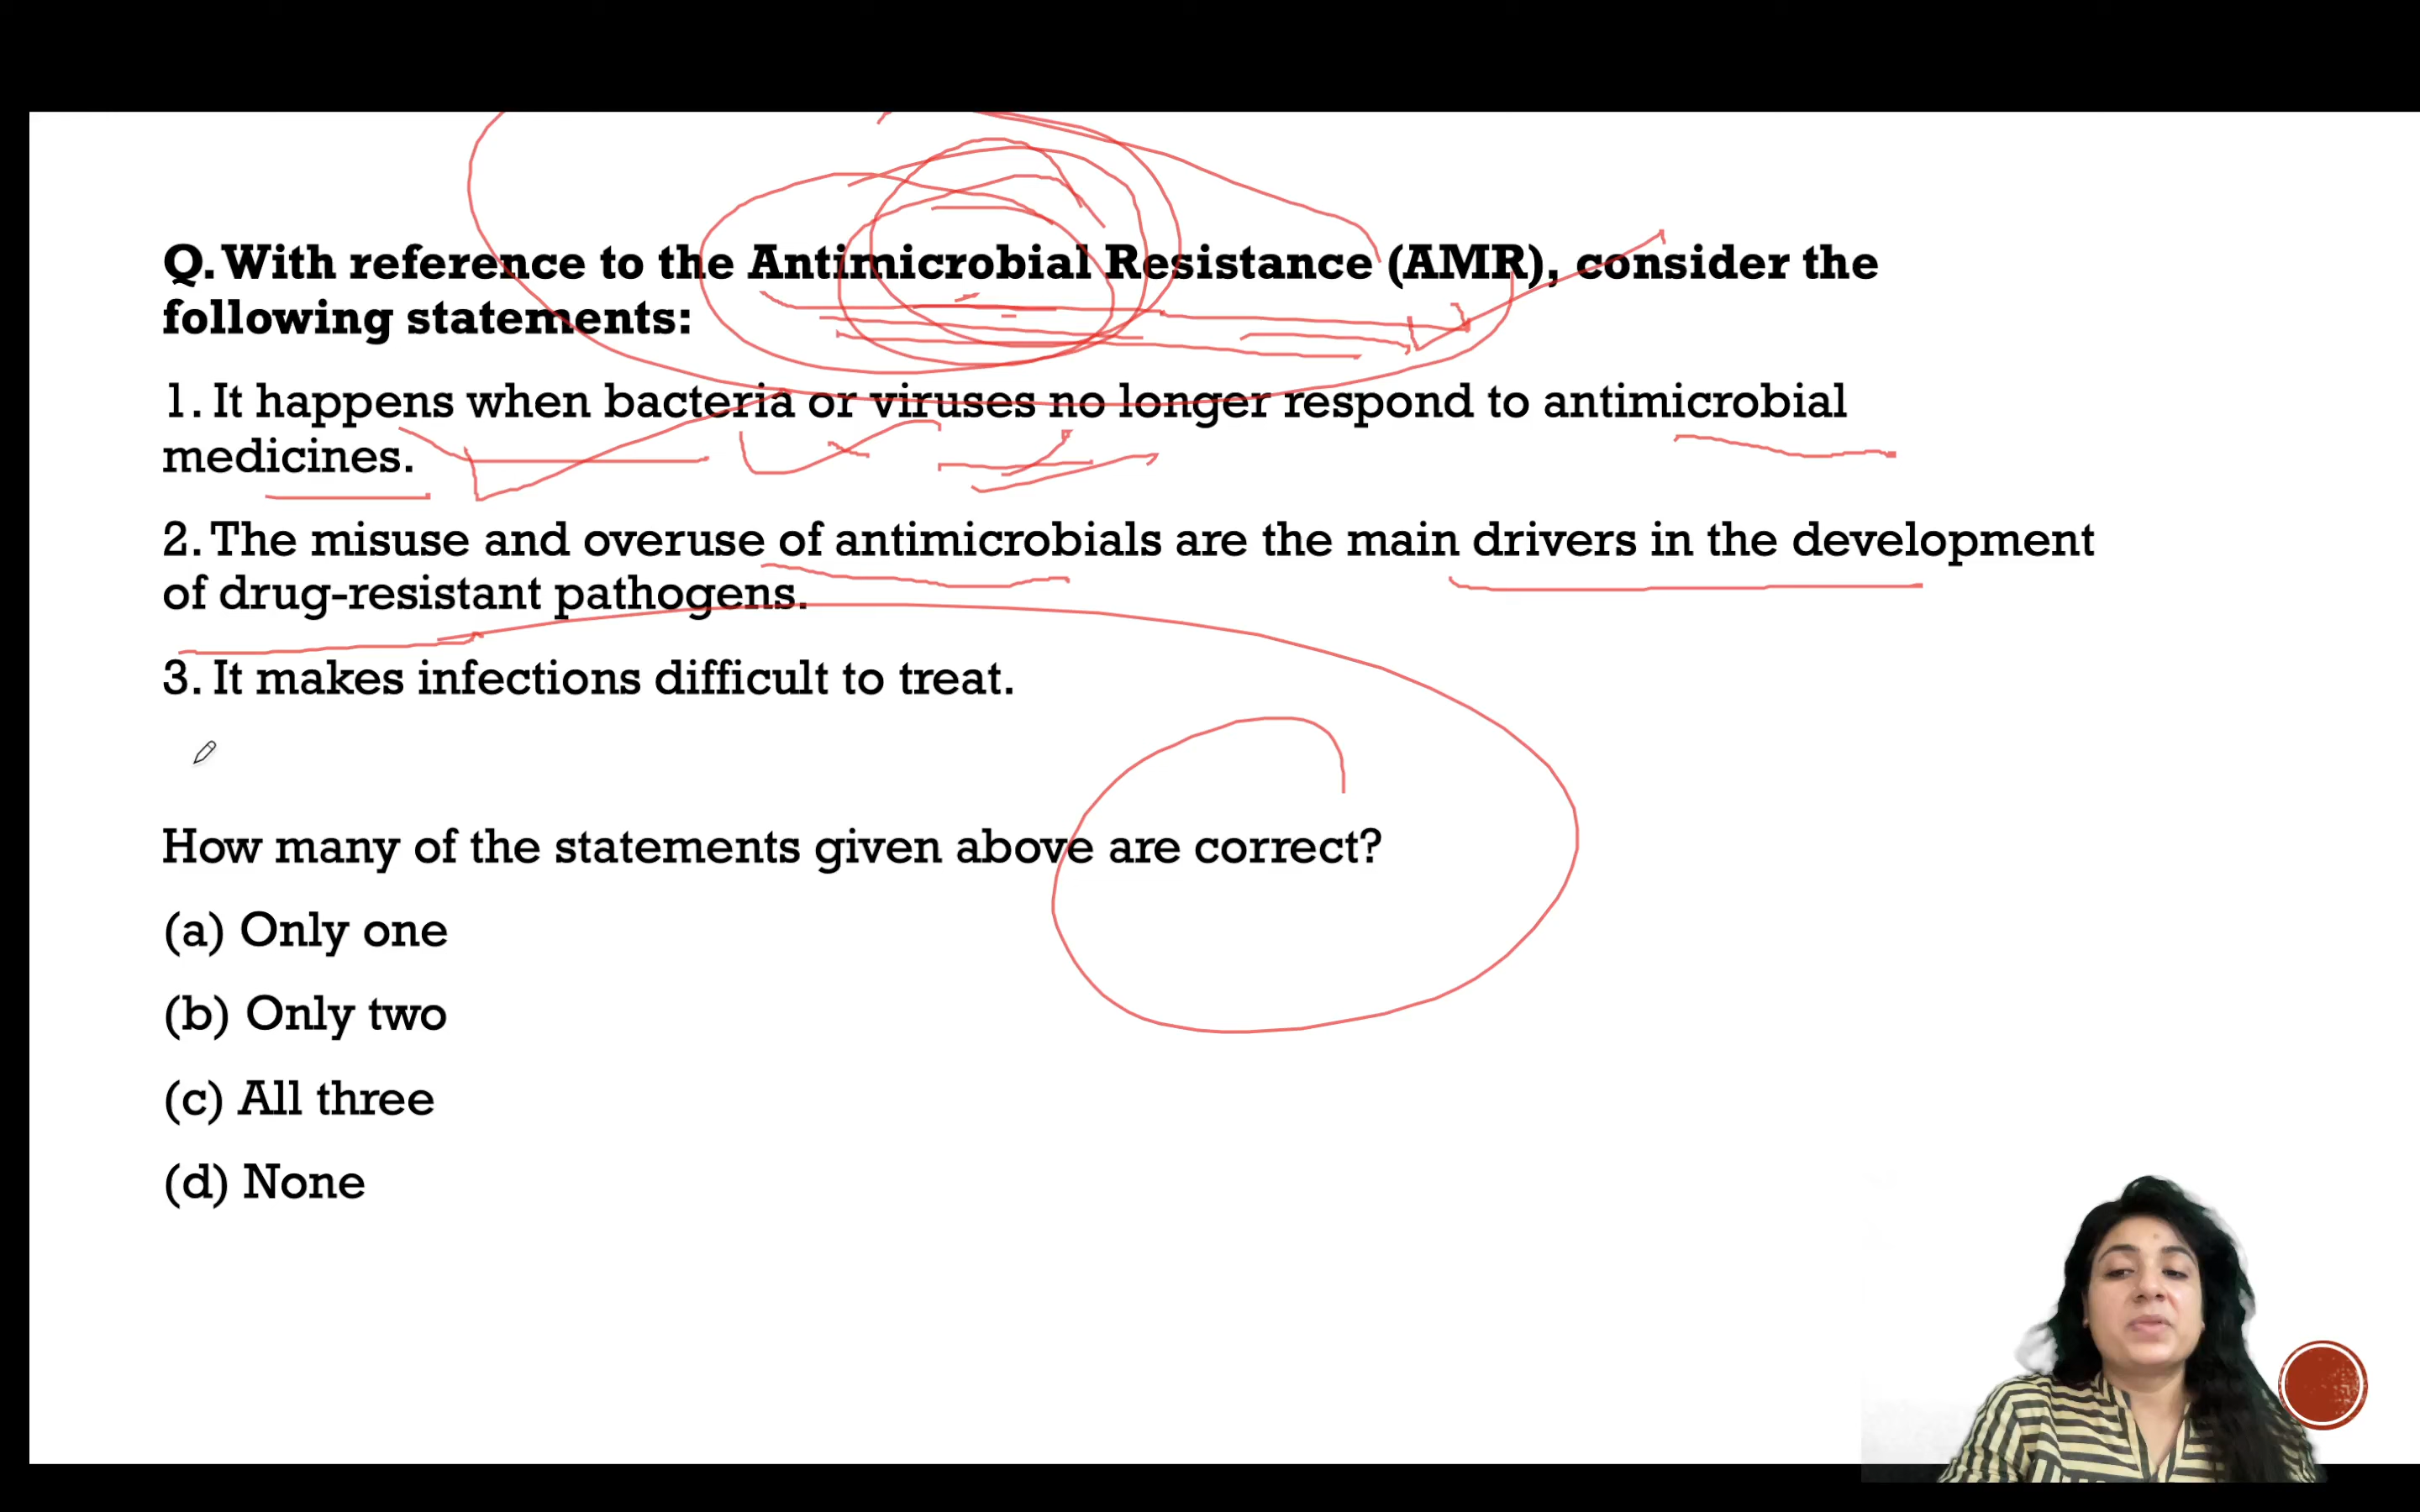 Q. With reference to the Antimicrobial Resistance (AMR), consider the
following statements:
1. It happens when bacteria or viruses no longer respond to antimicrobial
medicines.
2. The misuse and overuse of antimicrobials are the main drivers in the development
of drug-resistant pathogens.
3. It makes infections difficult to treat.
How many of the statements given above are correct?
(a) Only one
(b) Only two
(c) All three
(d) None